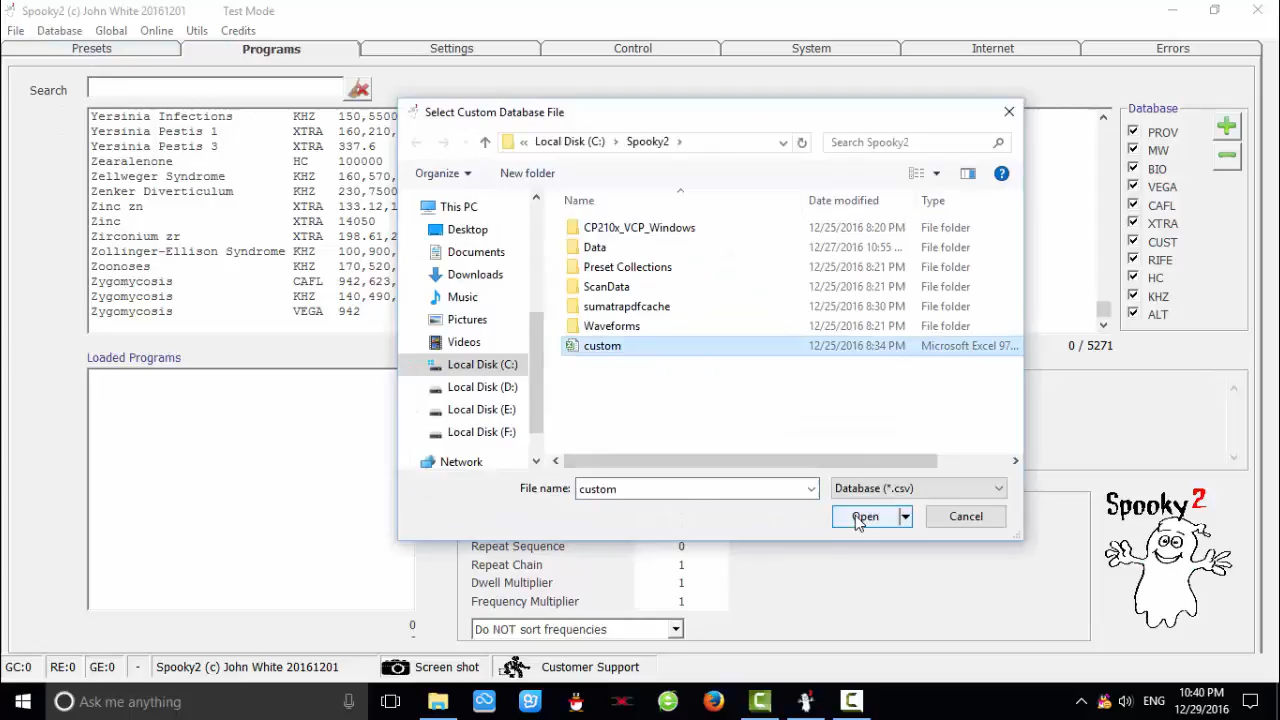 Spooky2 (c) John White 20161201 Test Mode
File Database Global Online Utils Credits
Presets Programs Settings Control System Internet Errors
Search
Yersinia Infections KHZ 150,5500
Yersinia Pestis 1 XTRA 160,210,
Yersinia Pestis 3 XTRA 337.6
Zearalenone HC 100000
Zellweger Syndrome KHZ 160,570,
Zenker Diverticulum KHZ 230,7500
Zinc zn XTRA 133.12,1
Zinc XTRA 14050
Zirconium zr XTRA 198.61,2
Zollinger-Ellison Syndrome KHZ 100,900,
Zoonoses KHZ 170,520,
Zygomycosis CAFL 942,623,
Zygomycosis KHZ 140,490,
Zygomycosis VEGA 942
Loaded Programs
0
-
Select Custom Database File
« Local Disk (C:) Spooky2
Search Spooky2
Organize New folder
This PC
Desktop
Documents
Downloads
Music
Pictures
Videos
Local Disk (C:)
Local Disk (D:)
Local Disk (E:)
Local Disk (F:)
Network
Name Date modified Type
CP210x_VCP_Windows 12/25/2016 8:20 PM File folder
Data 12/27/2016 10:55 ... File folder
Preset Collections 12/25/2016 8:21 PM File folder
ScanData 12/25/2016 8:21 PM File folder
sumatrapdfcache 12/25/2016 8:30 PM File folder
Waveforms 12/25/2016 8:21 PM File folder
custom 12/25/2016 8:34 PM Microsoft Excel 97...
File name: custom Database (*.csv)
Open Cancel
Database
PROV
MW
BIO
VEGA
CAFL
XTRA
CUST
RIFE
HC
KHZ
ALT
0 / 5271
Repeat Sequence 0
Repeat Chain 1
Dwell Multiplier 1
Frequency Multiplier 1
Do NOT sort frequencies
Spooky2
GC:0 RE:0 GE:0 - Spooky2 (c) John White 20161201 Screen shot Customer Support
Ask me anything
ENG
10:40 PM
12/29/2016